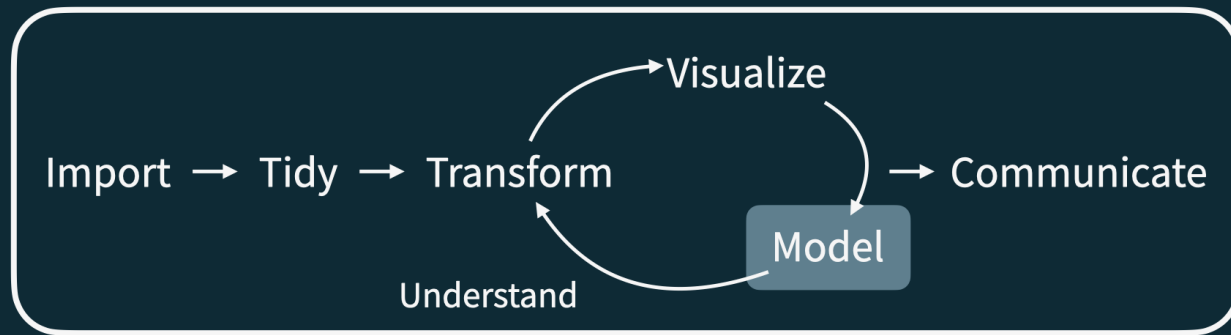 Visualize
Import → Tidy → Transform → Communicate
Model
Understand